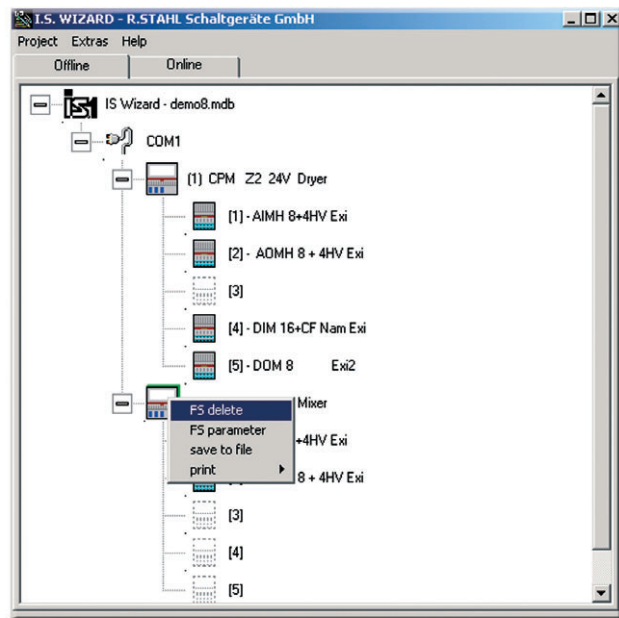 I.S. WIZARD - R.STAHL Schaltgeräte GmbH
Project Extras Help
Offline Online
IS1 IS Wizard - demo8.mdb
COM1
(1) CPM Z2 24V Dryer
[1] - AIMH 8+4HV Exi
[2] - AOMH 8 + 4HV Exi
[3]
[4] - DIM 16+CF Nam Exi
[5] - DOM 8 Exi2
Mixer
FS delete
FS parameter
+4HV Exi
save to file
print
8 + 4HV Exi
[3]
[4]
[5]